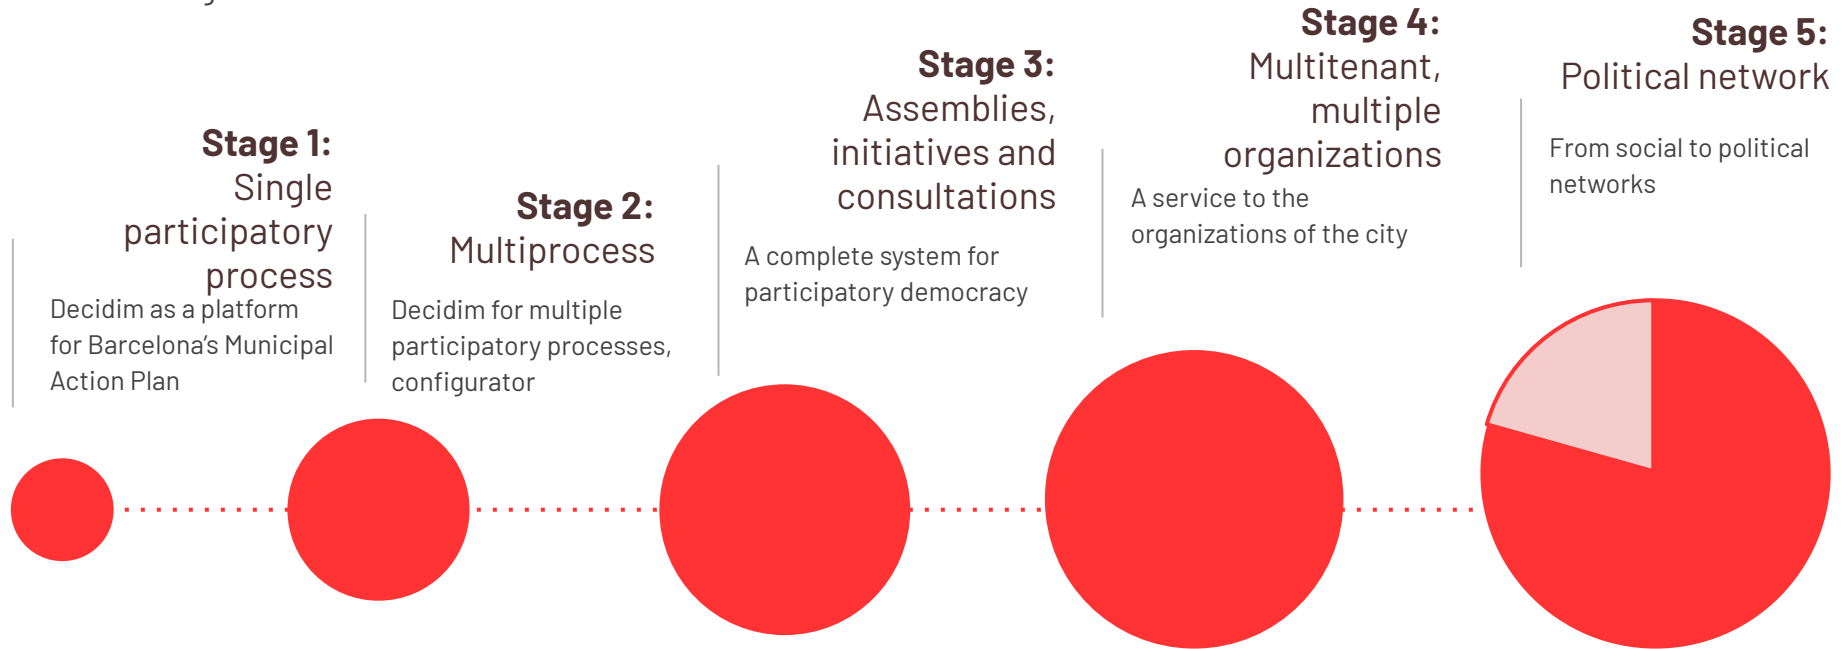 Stage 1:
Single
participatory
process
Decidim as a platform
for Barcelona's Municipal
Action Plan
Stage 2:
Multiprocess
Decidim for multiple
participatory processes,
configurator
Stage 3:
Assemblies,
initiatives and
consultations
A complete system for
participatory democracy
Stage 4:
Multitenant,
multiple
organizations
A service to the
organizations of the city
Stage 5:
Political network
From social to political
networks